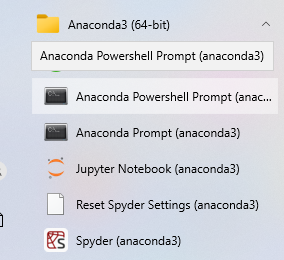 Anaconda3 (64-bit)
Anaconda Powershell Prompt (anaconda3)
Anaconda Powershell Prompt (anac...
Anaconda Prompt (anaconda3)
Jupyter Notebook (anaconda3)
Reset Spyder Settings (anaconda3)
Spyder (anaconda3)